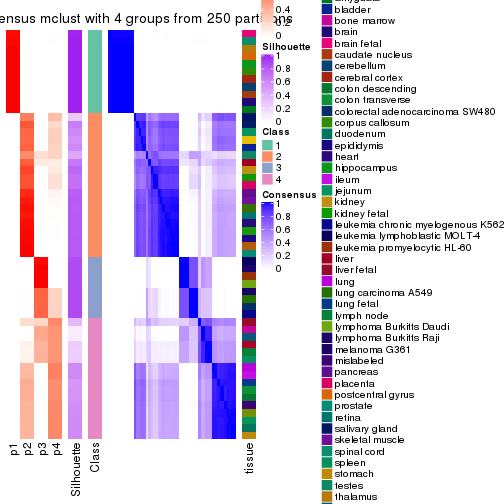 ensus mclust with 4 groups from 250 partitions
0.4
0.2
0
Silhouette
1
0.8
0.6
0.4
0.2
0
Class
1
2
3
4
Consensus
1
0.8
0.6
0.4
0.2
0
p1
p2
p3
p4
Silhouette
Class
tissue
bladder
bone marrow
brain
brain fetal
caudate nucleus
cerebellum
cerebral cortex
colon descending
colon transverse
colorectal adenocarcinoma SW480
corpus callosum
duodenum
epididymis
heart
hippocampus
ileum
jejunum
kidney
kidney fetal
leukemia chronic myelogenous K562
leukemia lymphoblastic MOLT-4
leukemia promyelocytic HL-60
liver
liver fetal
lung
lung carcinoma A549
lung fetal
lymph node
lymphoma Burkitts Daudi
lymphoma Burkitts Raji
melanoma G361
mislabeled
pancreas
placenta
postcentral gyrus
prostate
retina
salivary gland
skeletal muscle
spinal cord
spleen
stomach
testes
thalamus